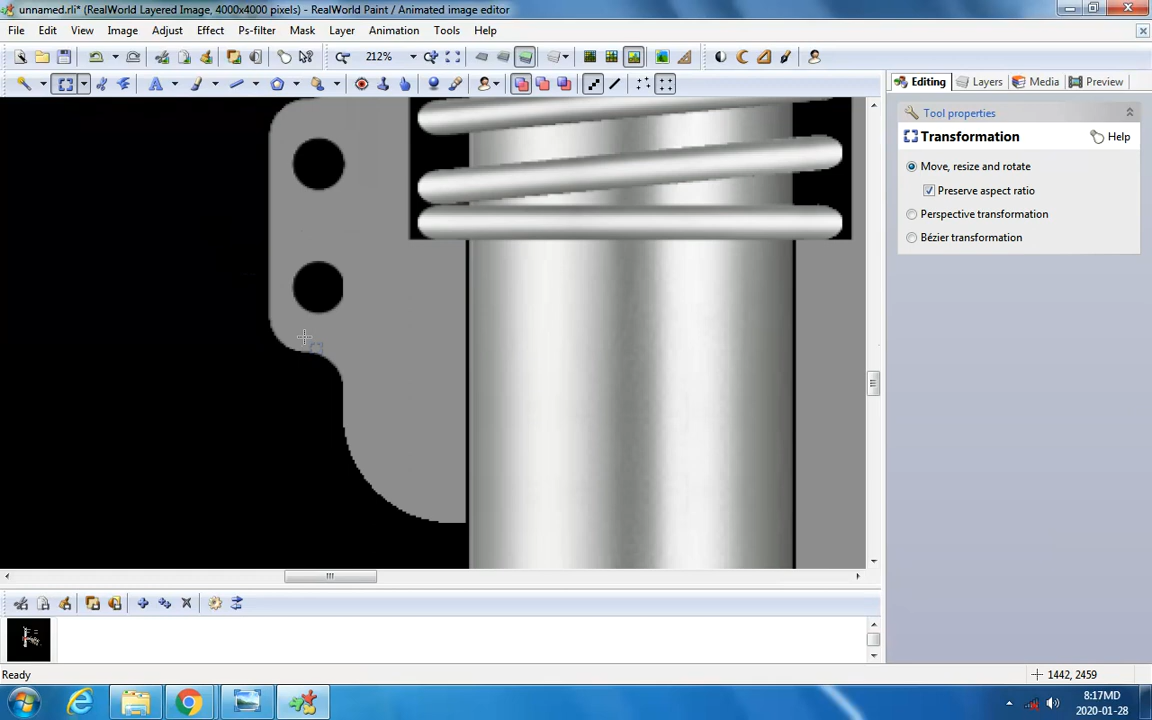 unnamed.rli* (RealWorld Layered Image, 4000x4000 pixels) - RealWorld Paint / Animated image editor
File Edit View Image Adjust Effect Ps-filter Mask Layer Animation Tools Help
212%
Editing Layers Media Preview
Tool properties
Transformation Help
Move, resize and rotate
Preserve aspect ratio
Perspective transformation
Bézier transformation
Ready 1442, 2459
8:17MD
2020-01-28